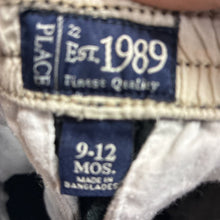 PLACE
EST. 1989
Finest Quality
9-12
MOS.
MADE IN
BANGLADESH